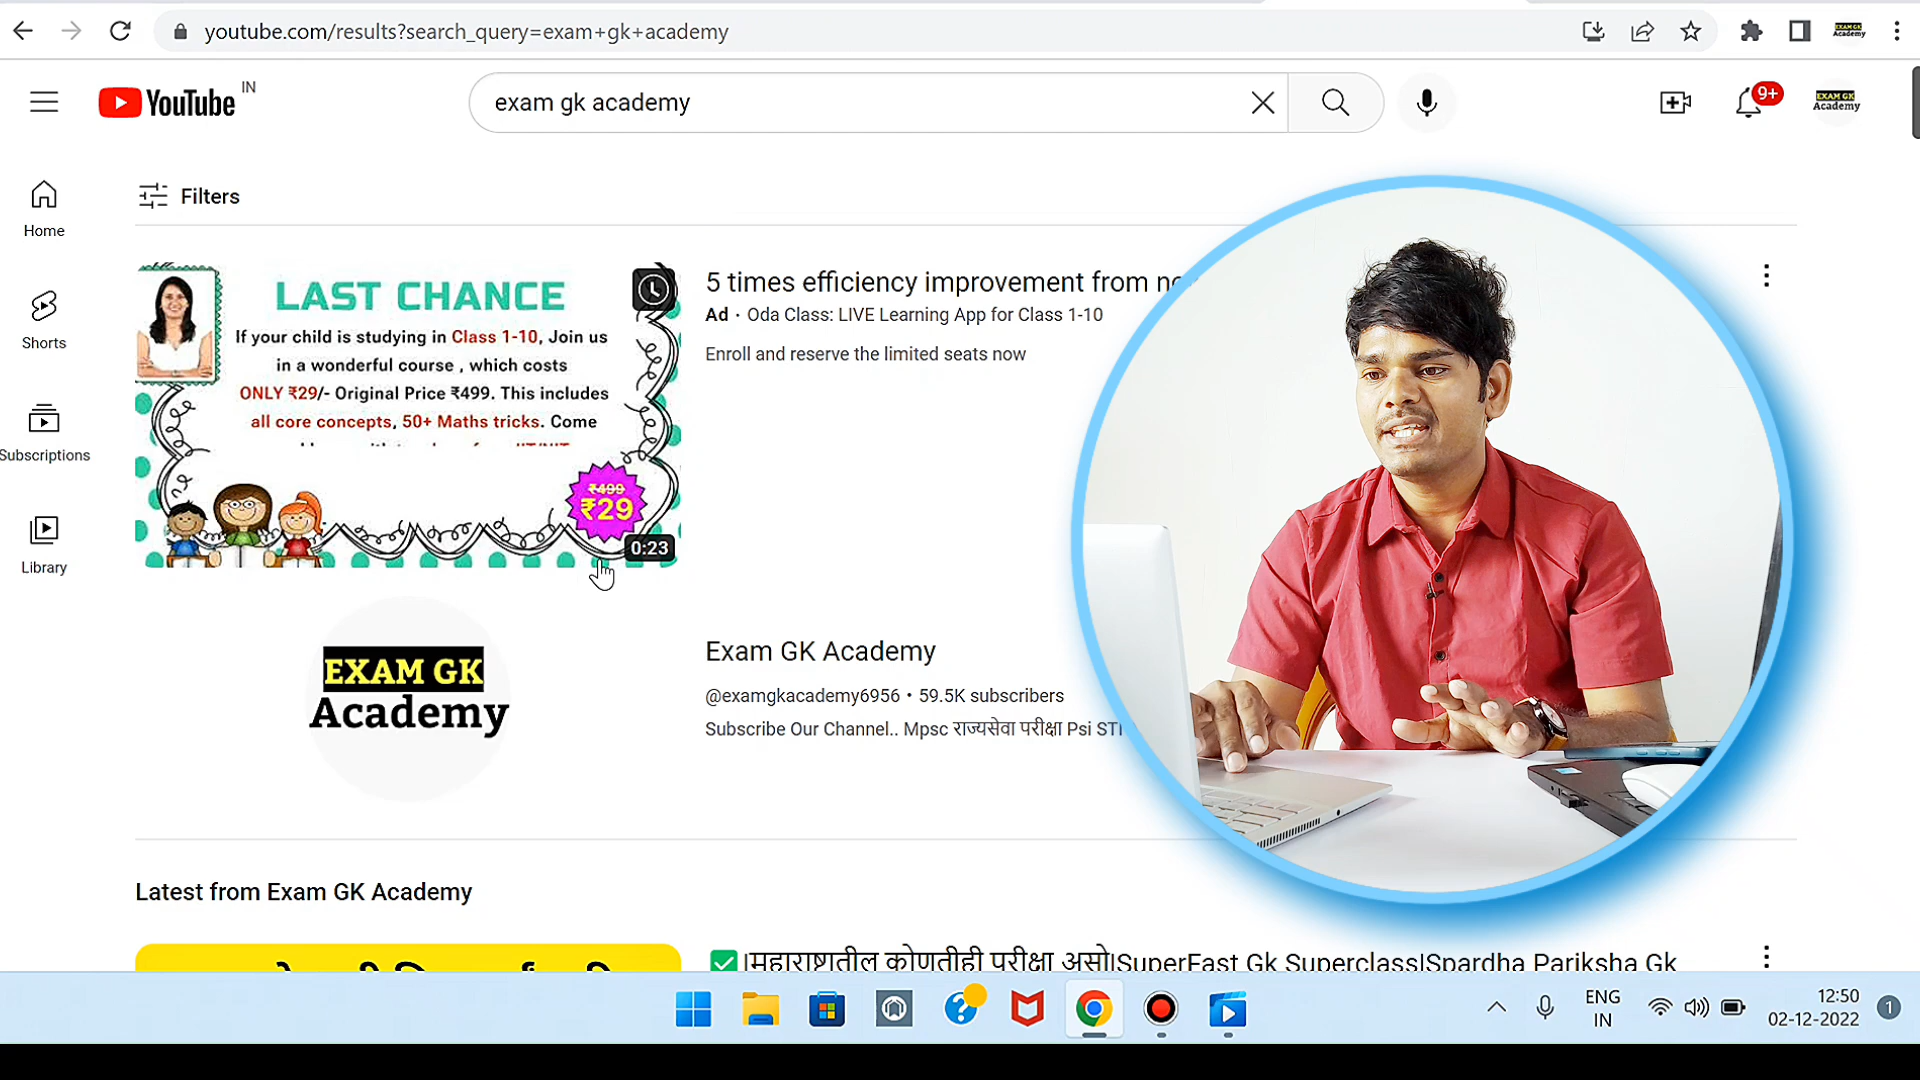 youtube.com/results?search_query=exam+gk+academy
EXAM GK
Academy
YouTube IN
exam gk academy
9+
EXAM GK
Academy
Filters
Home
Shorts
Subscriptions
Library
LAST CHANCE
If your child is studying in Class 1-10, Join us
in a wonderful course , which costs
ONLY ₹29/- Original Price ₹499. This includes
all core concepts, 50+ Maths tricks. Come
₹499
₹29
0:23
5 times efficiency improvement from
Ad · Oda Class: LIVE Learning App for Class 1-10
Enroll and reserve the limited seats now
EXAM GK
Academy
Exam GK Academy
@examgkacademy6956 • 59.5K subscribers
Subscribe Our Channel.. Mpsc राज्यसेवा परीक्षा Psi
Latest from Exam GK Academy
✅।महाराष्ट्रातील कोणतीही परीक्षा असो|SuperFast Gk Superclass|Spardha Pariksha Gk
ENG
IN
12:50
02-12-2022
1